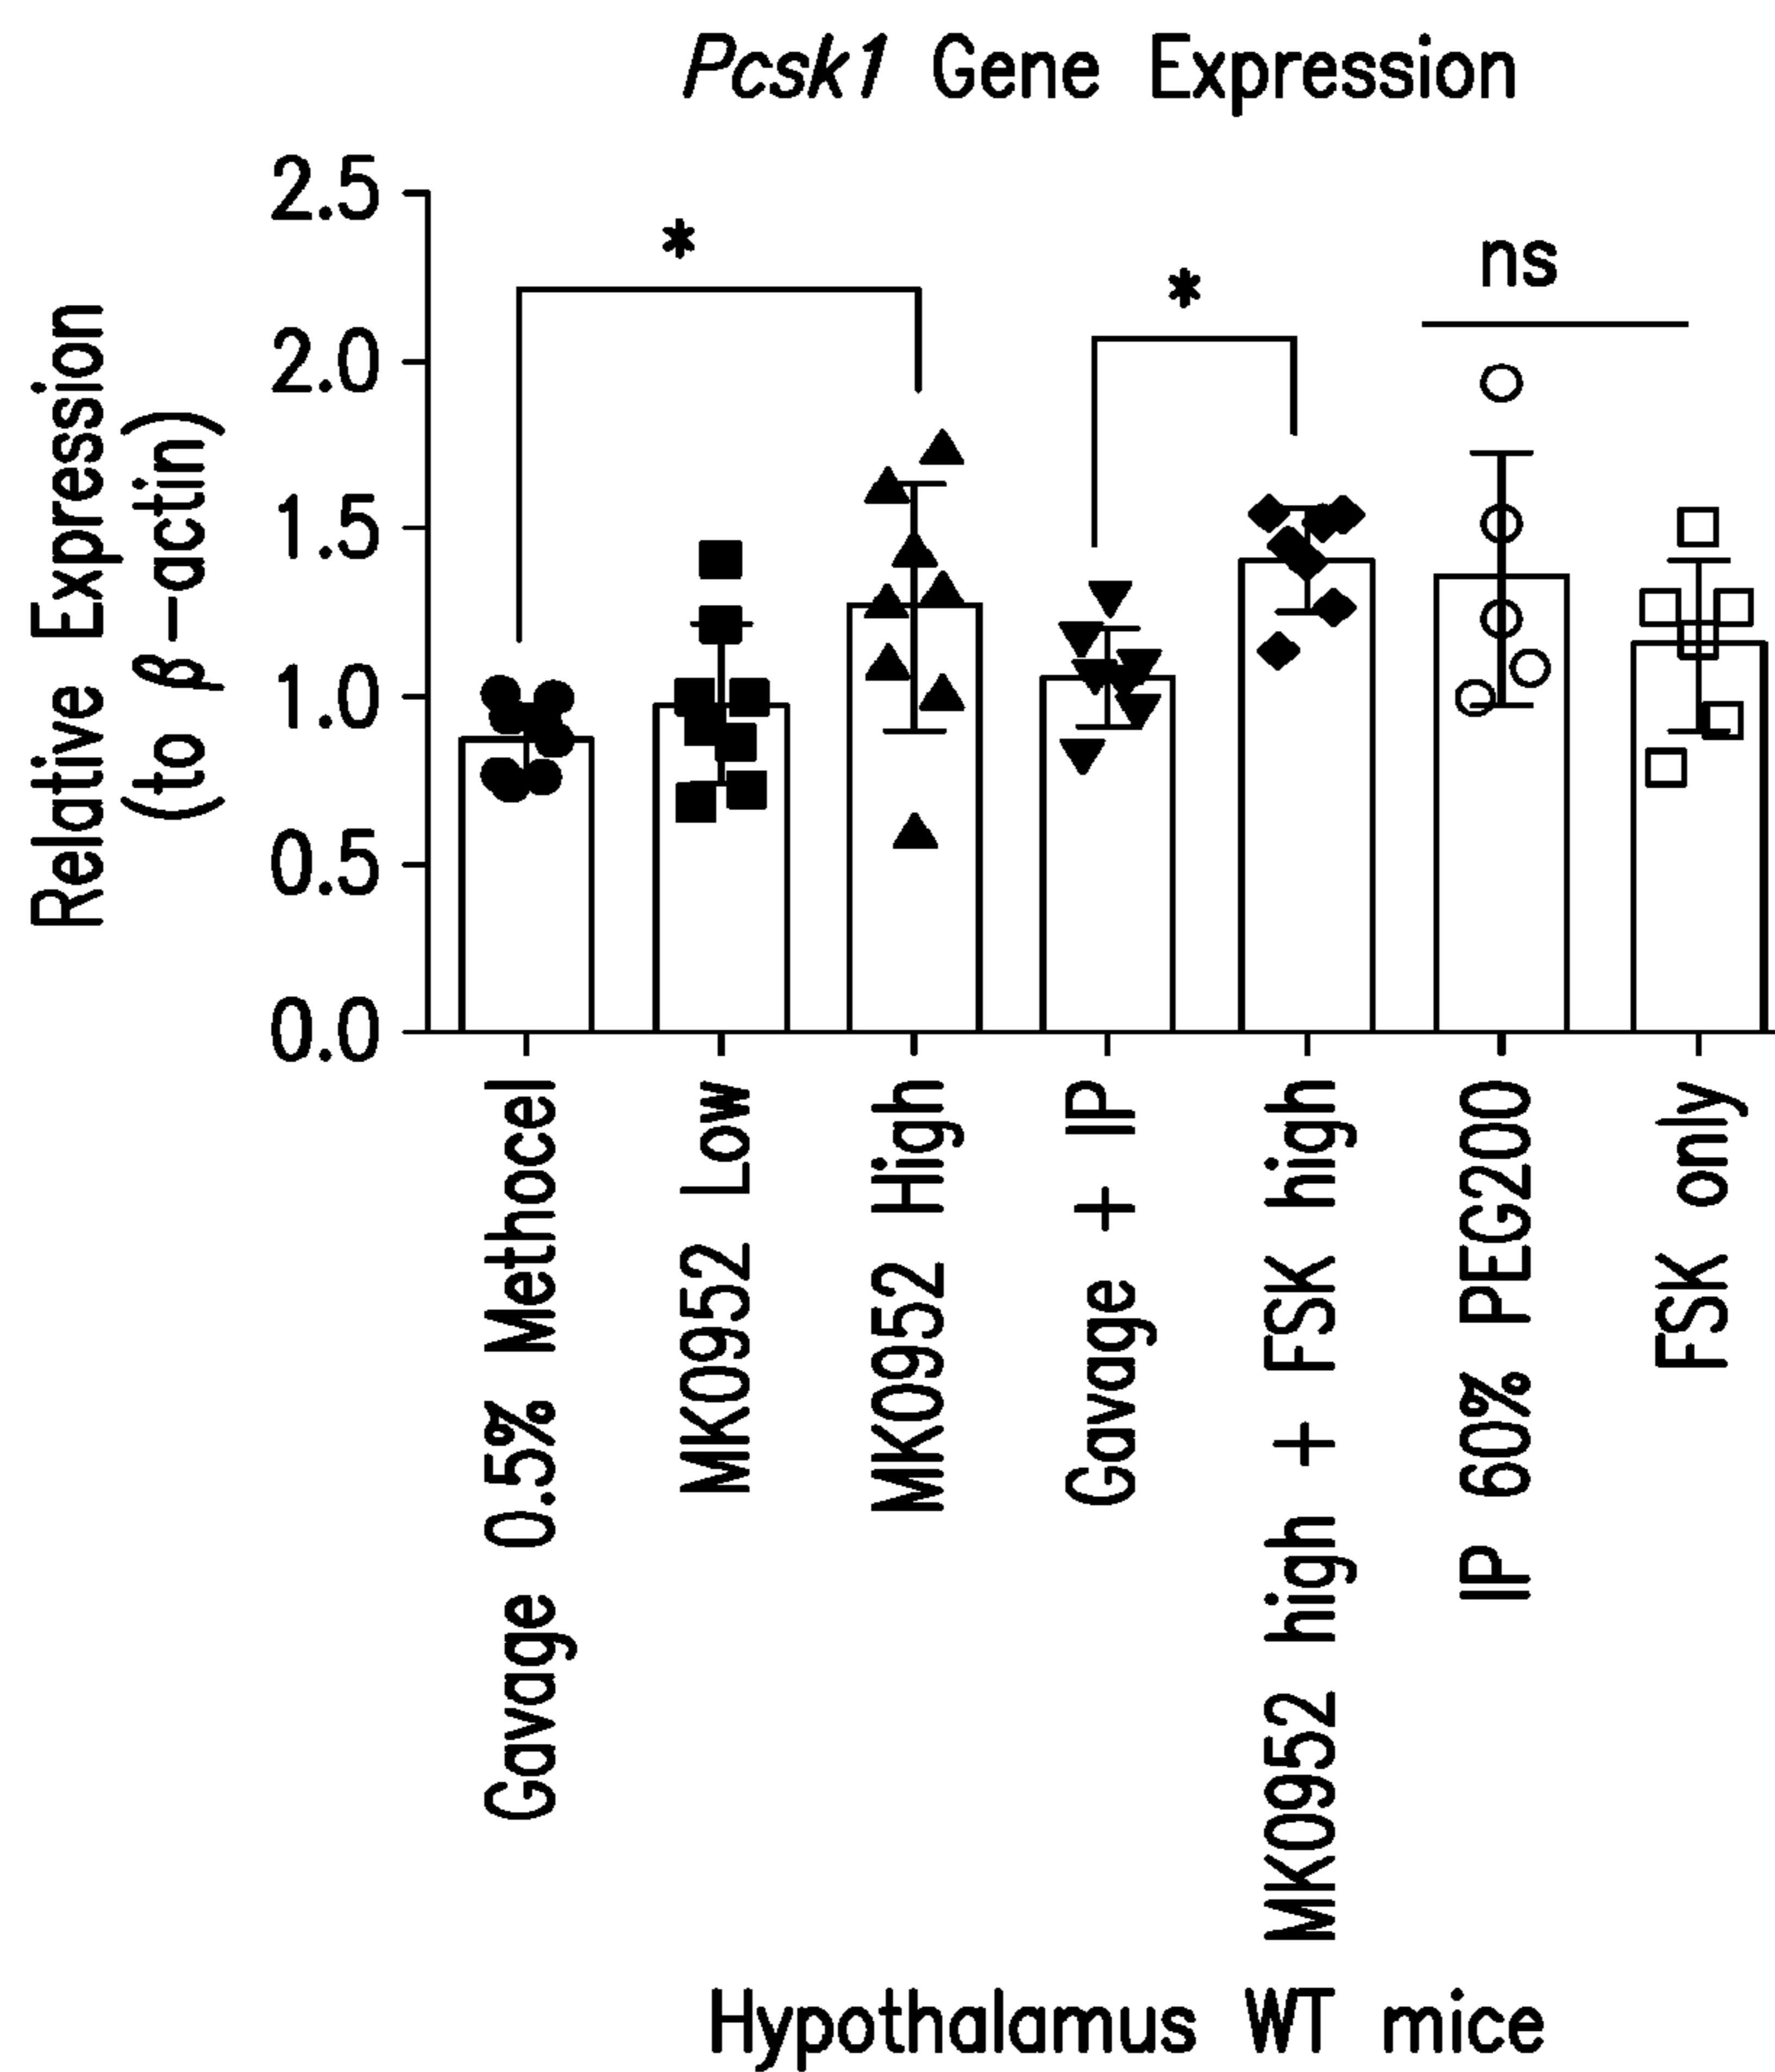 Pcsk1 Gene Expression
Relative Expression
(to β-actin)
2.5
2.0
1.5
1.0
0.5
0.0
*
*
ns
Gavage 0.5% Methocel
MK0952 Low
MK0952 High
Gavage + IP
MK0952 high + FSK high
IP 60% PEG200
FSK only
Hypothalamus WT mice